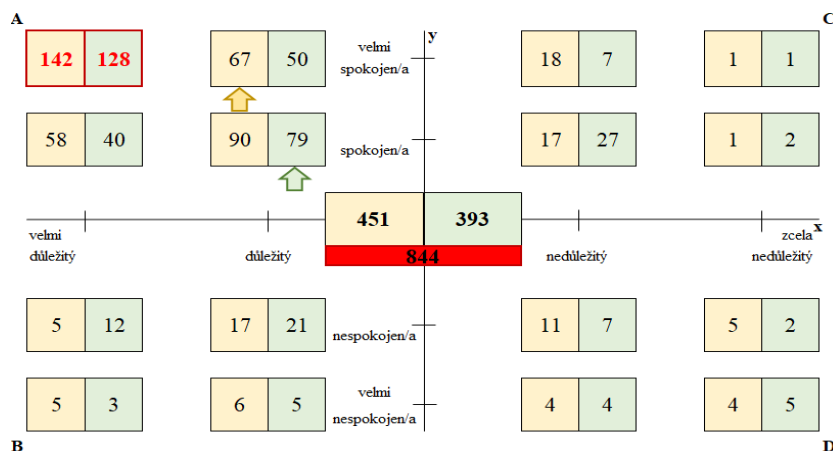 A
y
C
142 128
67 50
velmi
spokojen/a
18 7
1 1
58 40
90 79
spokojen/a
17 27
1 2
451 393
844
velmi
důležitý
důležitý
nedůležitý
zcela
nedůležitý
x
5 12
17 21
nespokojen/a
11 7
5 2
5 3
6 5
velmi
nespokojen/a
4 4
4 5
B
D